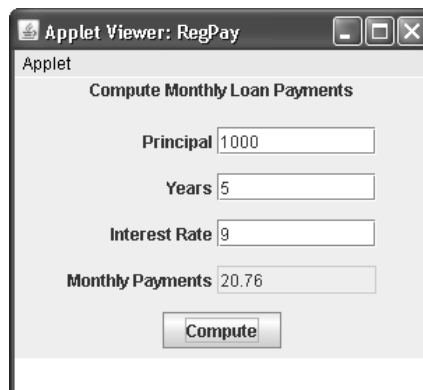 Applet Viewer: RegPay
Applet
Compute Monthly Loan Payments
Principal 1000
Years 5
Interest Rate 9
Monthly Payments 20.76
Compute